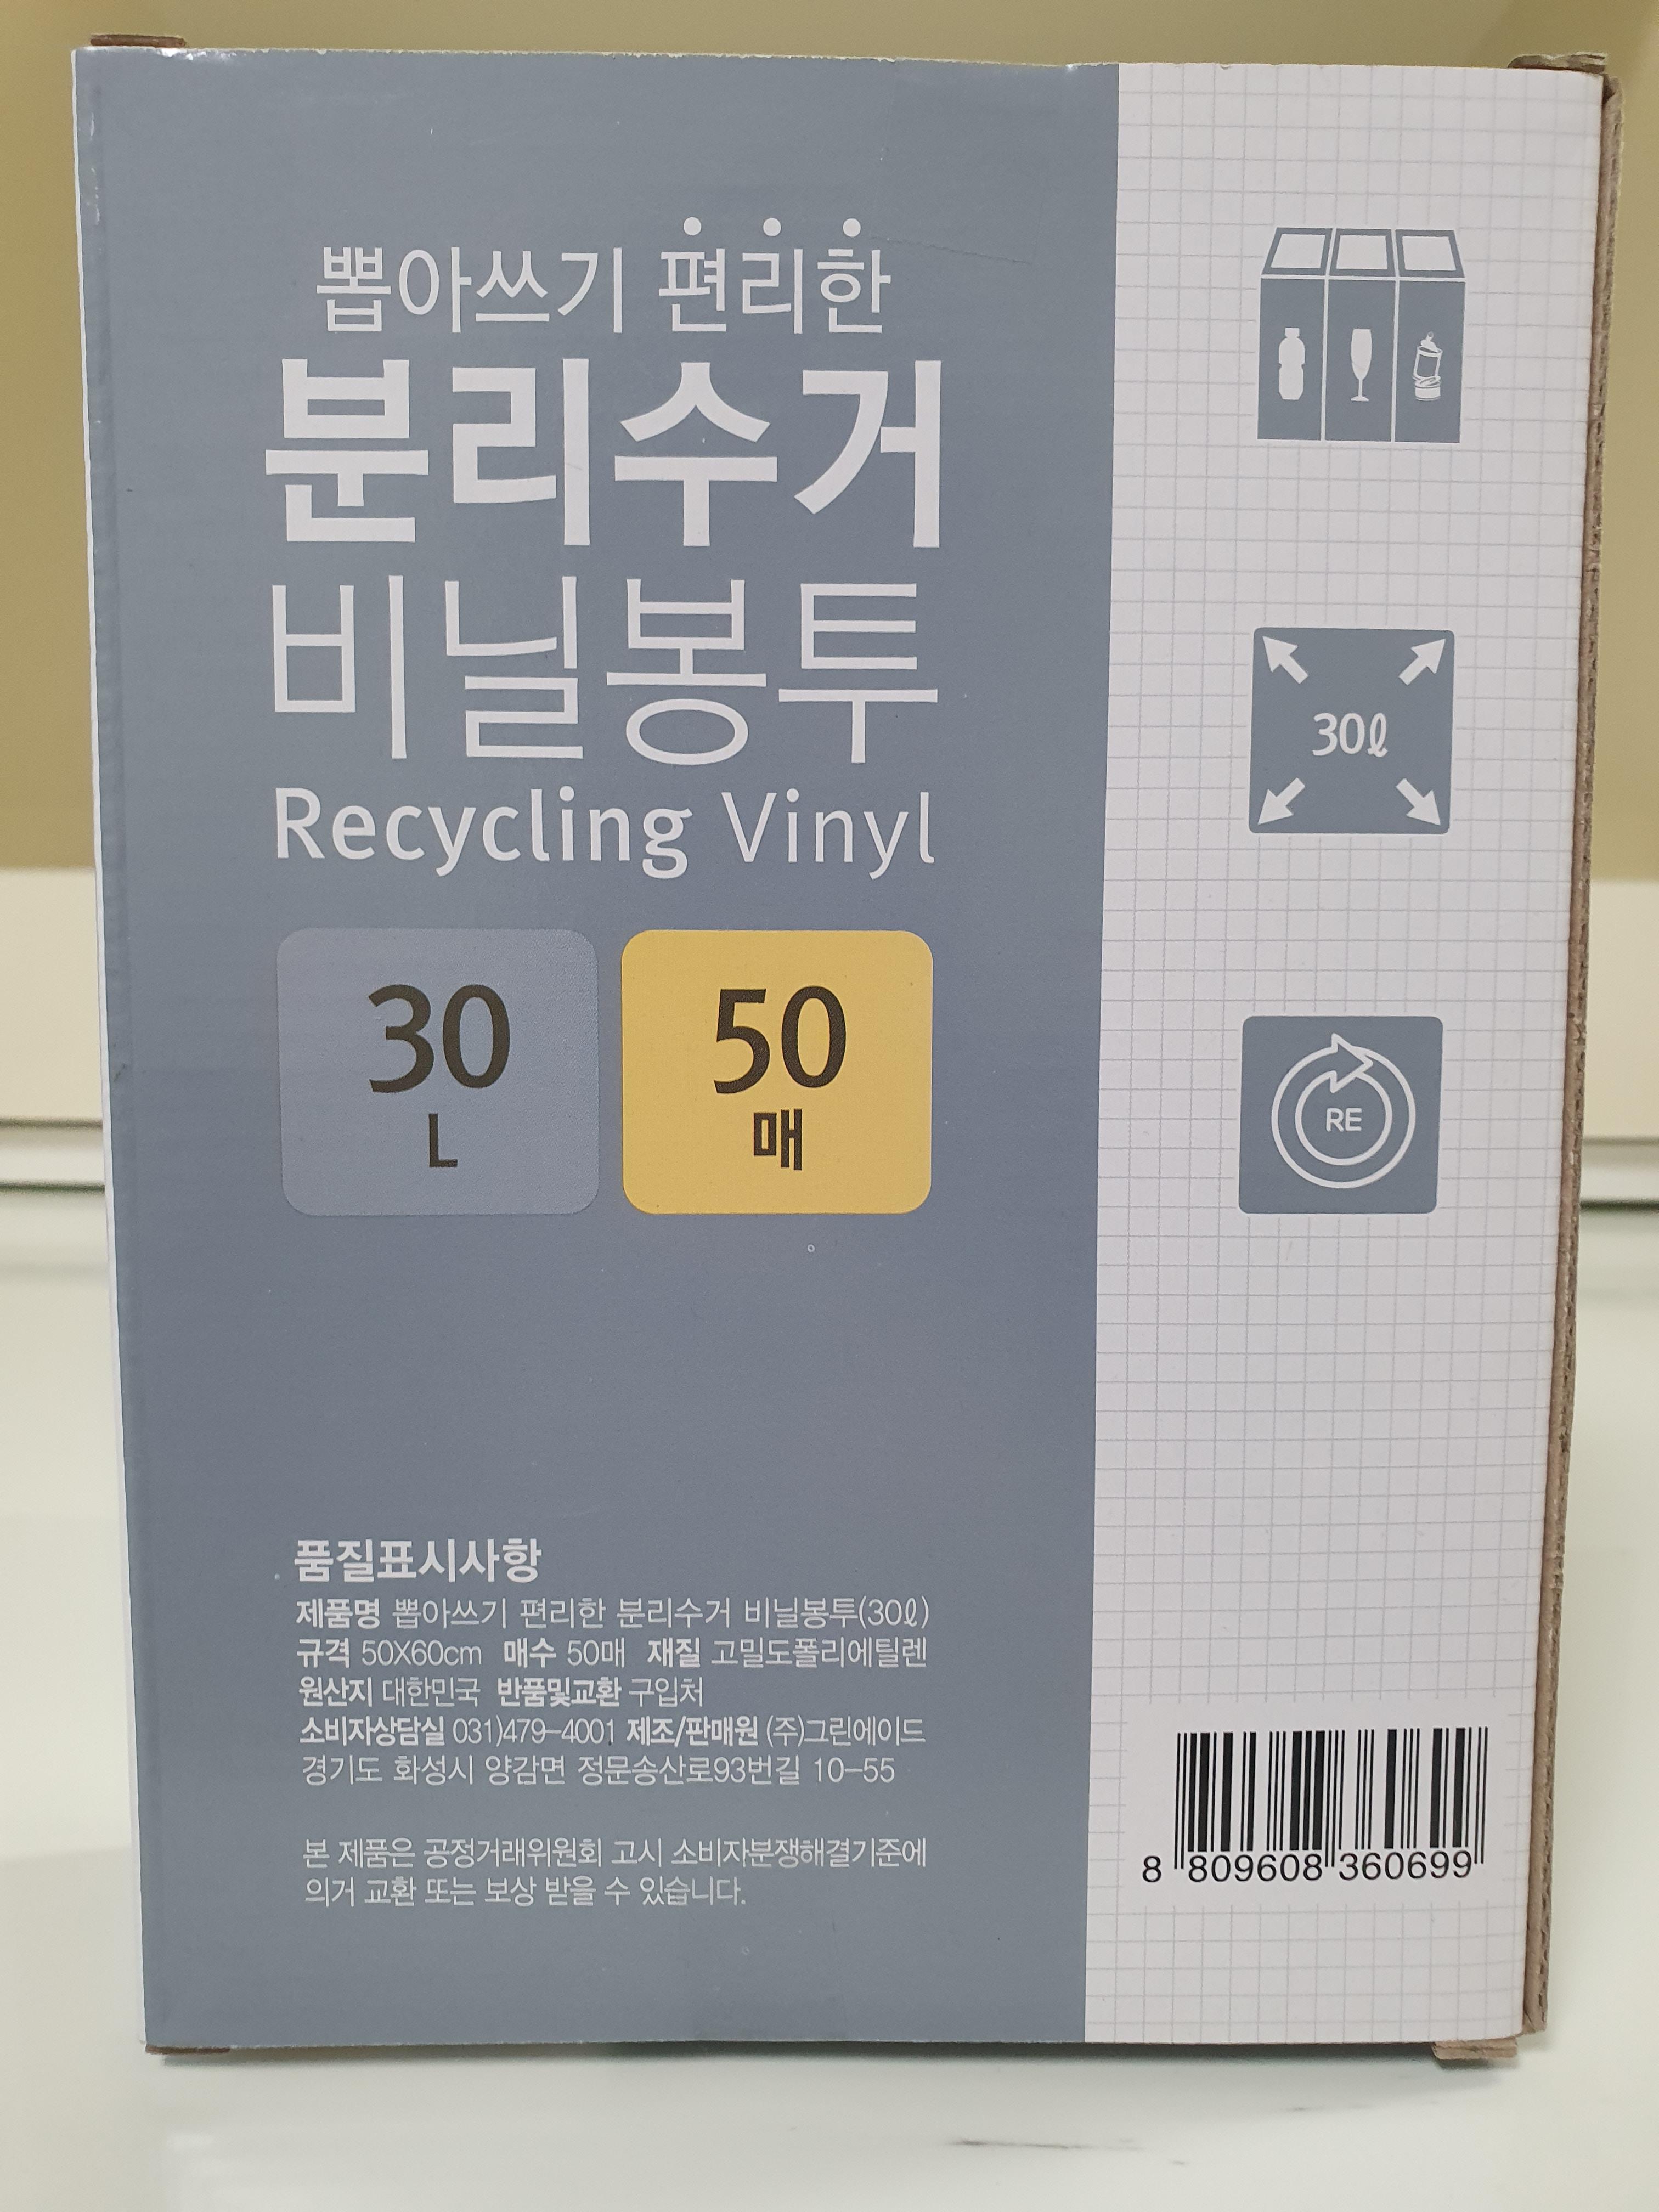 뽑아쓰기 편리한
분리수거
비닐봉투
Recycling Vinyl
30
L
50
매
30ℓ
RE
품질표시사항
제품명 뽑아쓰기 편리한 분리수거 비닐봉투(30ℓ)
규격 50X60cm 매수 50매 재질 고밀도폴리에틸렌
원산지 대한민국 반품및교환 구입처
소비자상담실 031)479-4001 제조/판매원 (주)그린에이드
경기도 화성시 양감면 정문송산로93번길 10-55
본 제품은 공정거래위원회 고시 소비자분쟁해결기준에
의거 교환 또는 보상 받을 수 있습니다.
8 809608 360699